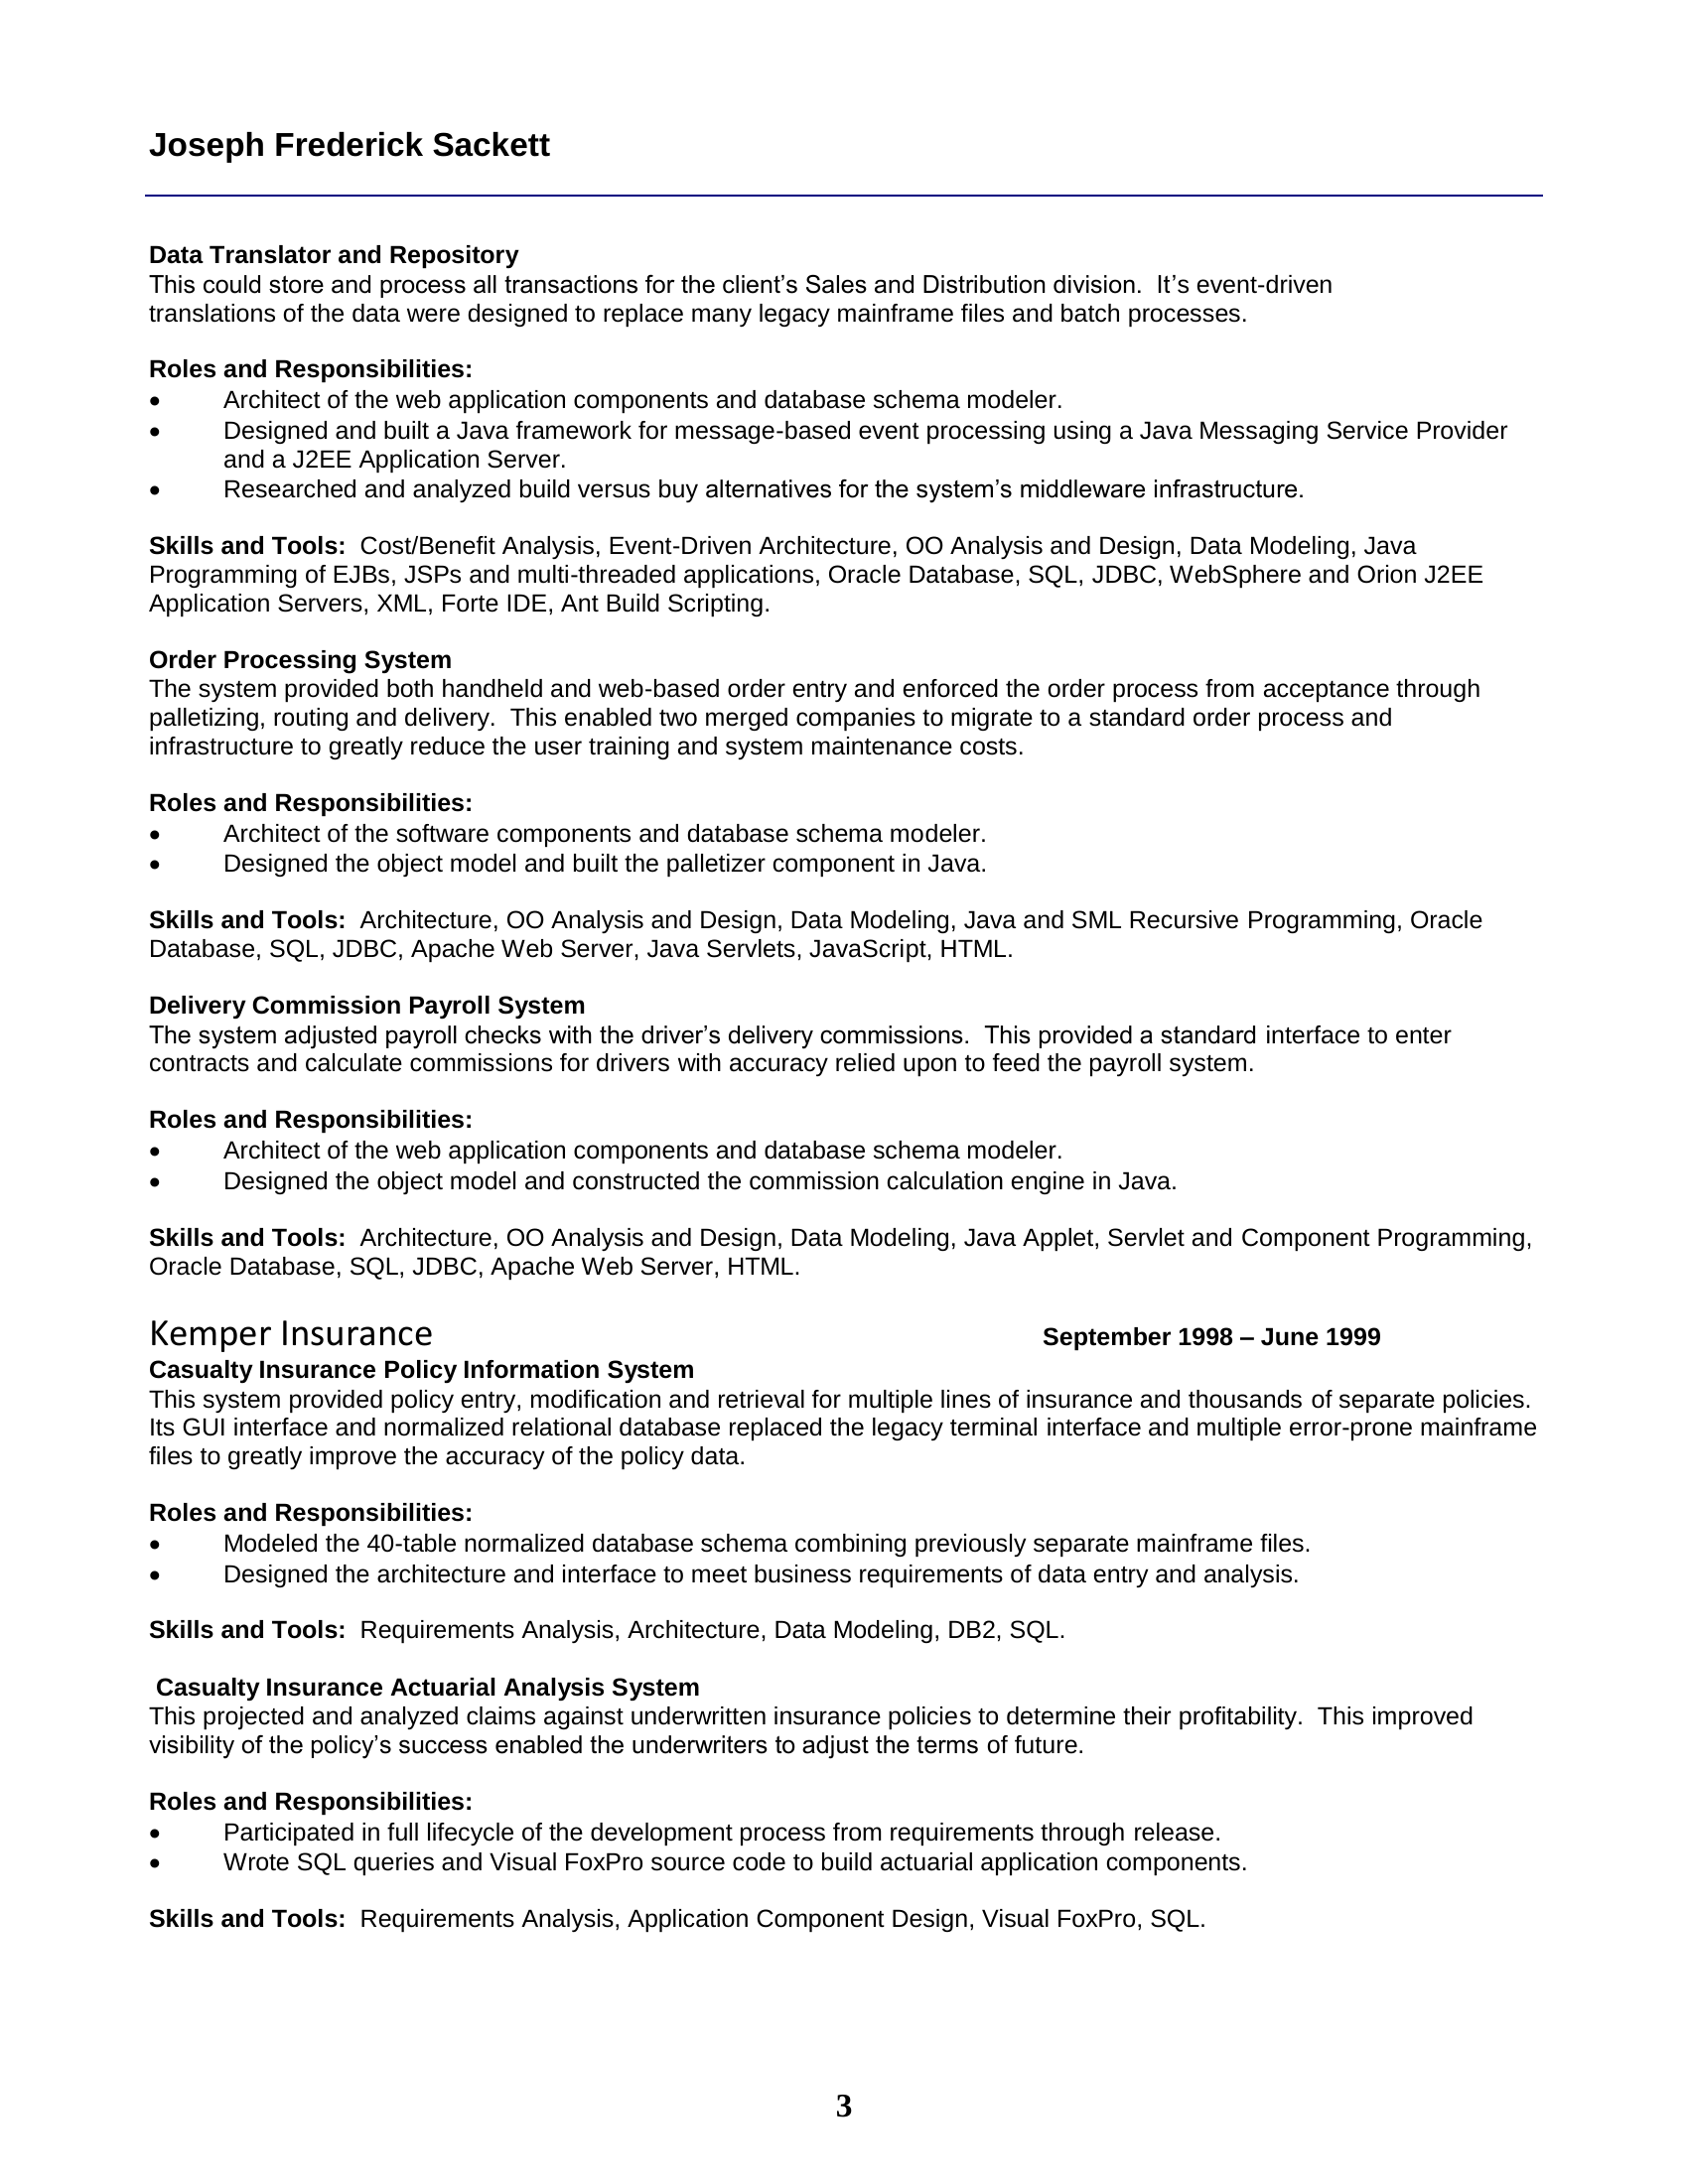 Joseph Frederick Sackett
Data Translator and Repository
This could store and process all transactions for the client’s Sales and Distribution division.  It’s event-driven
translations of the data were designed to replace many legacy mainframe files and batch processes.
Roles and Responsibilities:
• Architect of the web application components and database schema modeler.
• Designed and built a Java framework for message-based event processing using a Java Messaging Service Provider
and a J2EE Application Server.
• Researched and analyzed build versus buy alternatives for the system’s middleware infrastructure.
Skills and Tools:  Cost/Benefit Analysis, Event-Driven Architecture, OO Analysis and Design, Data Modeling, Java
Programming of EJBs, JSPs and multi-threaded applications, Oracle Database, SQL, JDBC, WebSphere and Orion J2EE
Application Servers, XML, Forte IDE, Ant Build Scripting.
Order Processing System
The system provided both handheld and web-based order entry and enforced the order process from acceptance through
palletizing, routing and delivery.  This enabled two merged companies to migrate to a standard order process and
infrastructure to greatly reduce the user training and system maintenance costs.
Roles and Responsibilities:
• Architect of the software components and database schema modeler.
• Designed the object model and built the palletizer component in Java.
Skills and Tools:  Architecture, OO Analysis and Design, Data Modeling, Java and SML Recursive Programming, Oracle
Database, SQL, JDBC, Apache Web Server, Java Servlets, JavaScript, HTML.
Delivery Commission Payroll System
The system adjusted payroll checks with the driver’s delivery commissions.  This provided a standard interface to enter
contracts and calculate commissions for drivers with accuracy relied upon to feed the payroll system.
Roles and Responsibilities:
• Architect of the web application components and database schema modeler.
• Designed the object model and constructed the commission calculation engine in Java.
Skills and Tools:  Architecture, OO Analysis and Design, Data Modeling, Java Applet, Servlet and Component Programming,
Oracle Database, SQL, JDBC, Apache Web Server, HTML.
Kemper Insurance September 1998 – June 1999
Casualty Insurance Policy Information System
This system provided policy entry, modification and retrieval for multiple lines of insurance and thousands of separate policies.
Its GUI interface and normalized relational database replaced the legacy terminal interface and multiple error-prone mainframe
files to greatly improve the accuracy of the policy data.
Roles and Responsibilities:
• Modeled the 40-table normalized database schema combining previously separate mainframe files.
• Designed the architecture and interface to meet business requirements of data entry and analysis.
Skills and Tools:  Requirements Analysis, Architecture, Data Modeling, DB2, SQL.
Casualty Insurance Actuarial Analysis System
This projected and analyzed claims against underwritten insurance policies to determine their profitability.  This improved
visibility of the policy’s success enabled the underwriters to adjust the terms of future.
Roles and Responsibilities:
• Participated in full lifecycle of the development process from requirements through release.
• Wrote SQL queries and Visual FoxPro source code to build actuarial application components.
Skills and Tools:  Requirements Analysis, Application Component Design, Visual FoxPro, SQL.
3